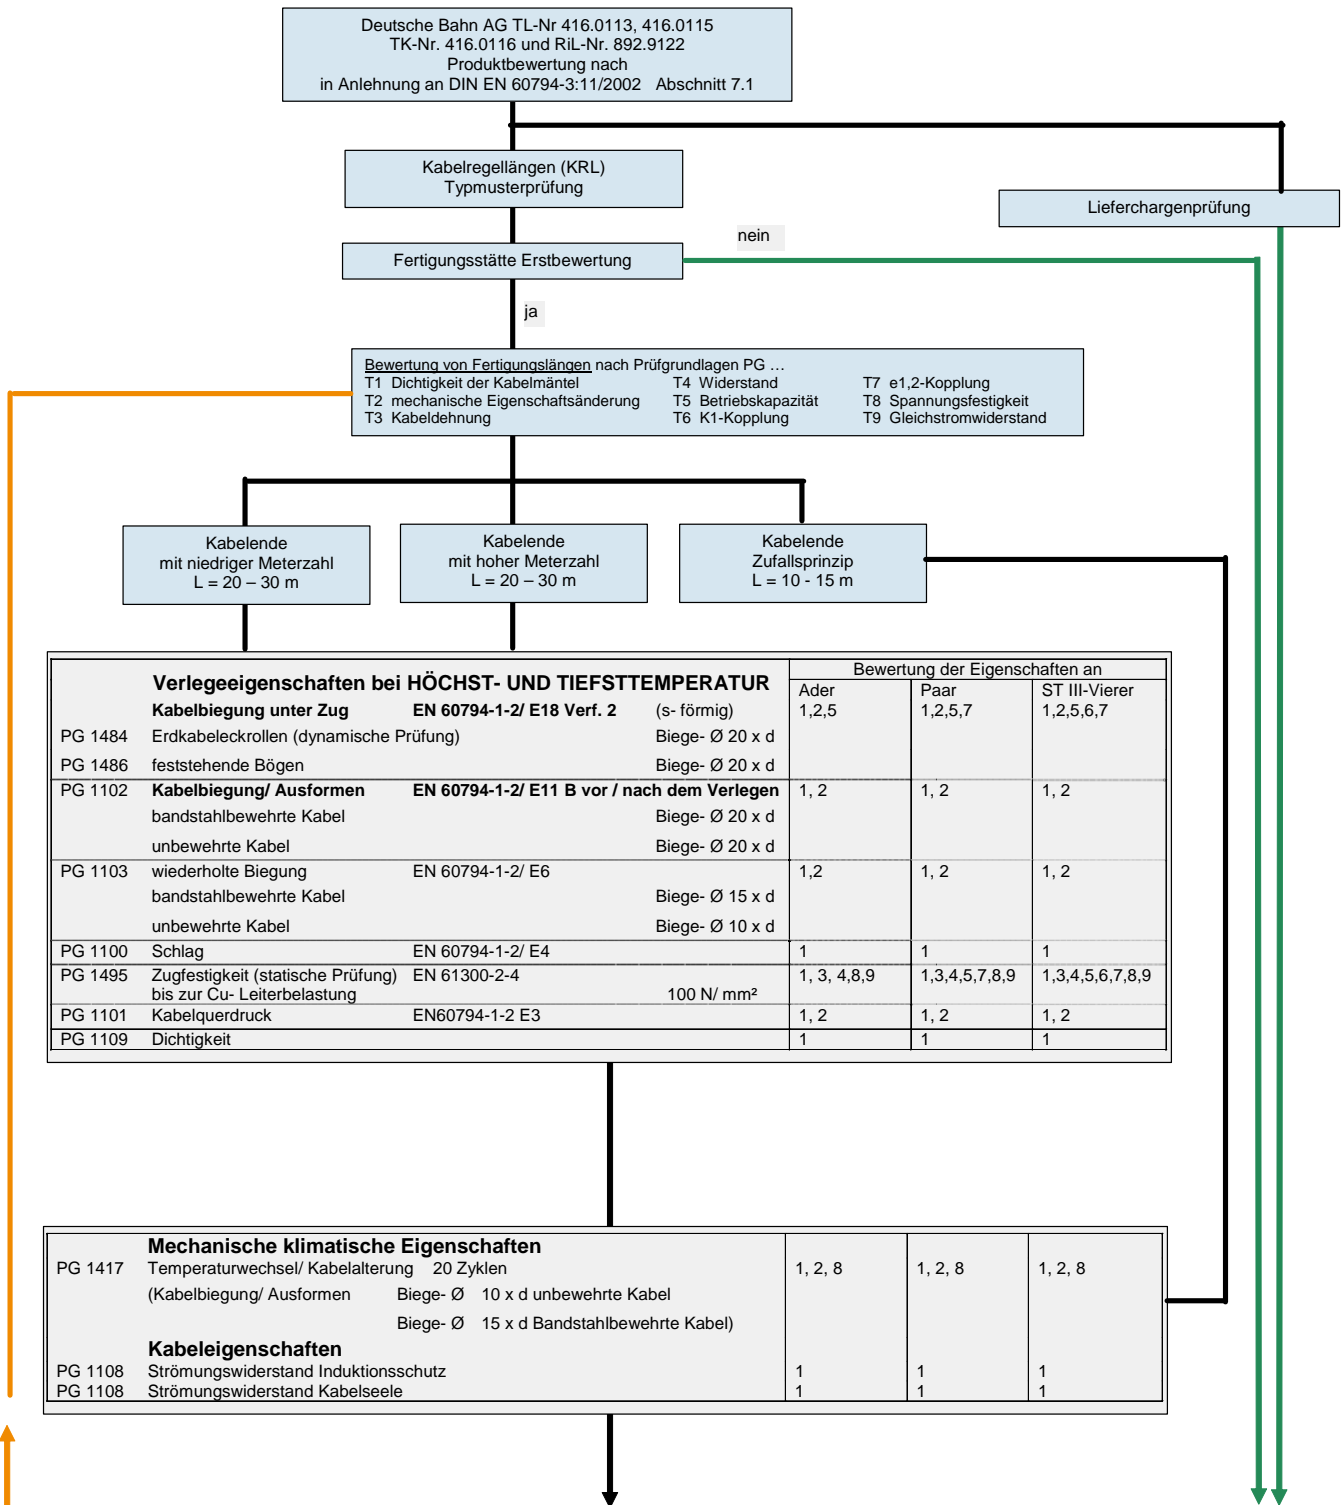 Deutsche Bahn AG TL-Nr 416.0113, 416.0115
TK-Nr. 416.0116 und RiL-Nr. 892.9122
Produktbewertung nach
in Anlehnung an DIN EN 60794-3:11/2002 Abschnitt 7.1
Kabelregellängen (KRL)
Typmusterprüfung
Lieferchargenprüfung
nein
Fertigungsstätte Erstbewertung
ja
Bewertung von Fertigungslängen nach Prüfgrundlagen PG ...
T1 Dichtigkeit der Kabelmäntel T4 Widerstand T7 e1,2-Kopplung
T2 mechanische Eigenschaftsänderung T5 Betriebskapazität T8 Spannungsfestigkeit
T3 Kabeldehnung T6 K1-Kopplung T9 Gleichstromwiderstand
Kabelende
mit niedriger Meterzahl
L = 20 – 30 m
Kabelende
mit hoher Meterzahl
L = 20 – 30 m
Kabelende
Zufallsprinzip
L = 10 - 15 m
Bewertung der Eigenschaften an
Verlegeeigenschaften bei HÖCHST- UND TIEFSTTEMPERATUR Ader Paar ST III-Vierer
Kabelbiegung unter Zug EN 60794-1-2/ E18 Verf. 2 (s- förmig) 1,2,5 1,2,5,7 1,2,5,6,7
PG 1484 Erdkabeleckrollen (dynamische Prüfung) Biege- Ø 20 x d
PG 1486 feststehende Bögen Biege- Ø 20 x d
PG 1102 Kabelbiegung/ Ausformen EN 60794-1-2/ E11 B vor / nach dem Verlegen 1, 2 1, 2 1, 2
bandstahlbewehrte Kabel Biege- Ø 20 x d
unbewehrte Kabel Biege- Ø 20 x d
PG 1103 wiederholte Biegung EN 60794-1-2/ E6 1,2 1, 2 1, 2
bandstahlbewehrte Kabel Biege- Ø 15 x d
unbewehrte Kabel Biege- Ø 10 x d
PG 1100 Schlag EN 60794-1-2/ E4 1 1 1
PG 1495 Zugfestigkeit (statische Prüfung) EN 61300-2-4 1, 3, 4,8,9 1,3,4,5,7,8,9 1,3,4,5,6,7,8,9
bis zur Cu- Leiterbelastung 100 N/ mm²
PG 1101 Kabelquerdruck EN60794-1-2 E3 1, 2 1, 2 1, 2
PG 1109 Dichtigkeit 1 1 1
Mechanische klimatische Eigenschaften
PG 1417 Temperaturwechsel/ Kabelalterung 20 Zyklen 1, 2, 8 1, 2, 8 1, 2, 8
(Kabelbiegung/ Ausformen Biege- Ø 10 x d unbewehrte Kabel
Biege- Ø 15 x d Bandstahlbewehrte Kabel)
Kabeleigenschaften
PG 1108 Strömungswiderstand Induktionsschutz 1 1 1
PG 1108 Strömungswiderstand Kabelseele 1 1 1